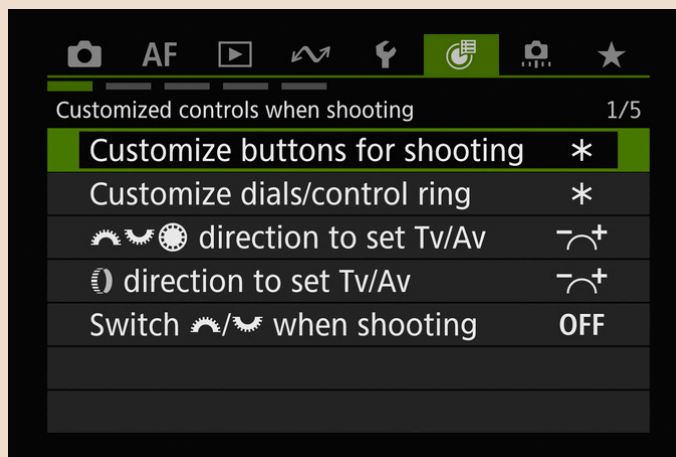 AF
Customized controls when shooting 1/5
Customize buttons for shooting
Customize dials/control ring
direction to set Tv/Av
direction to set Tv/Av
Switch / when shooting OFF